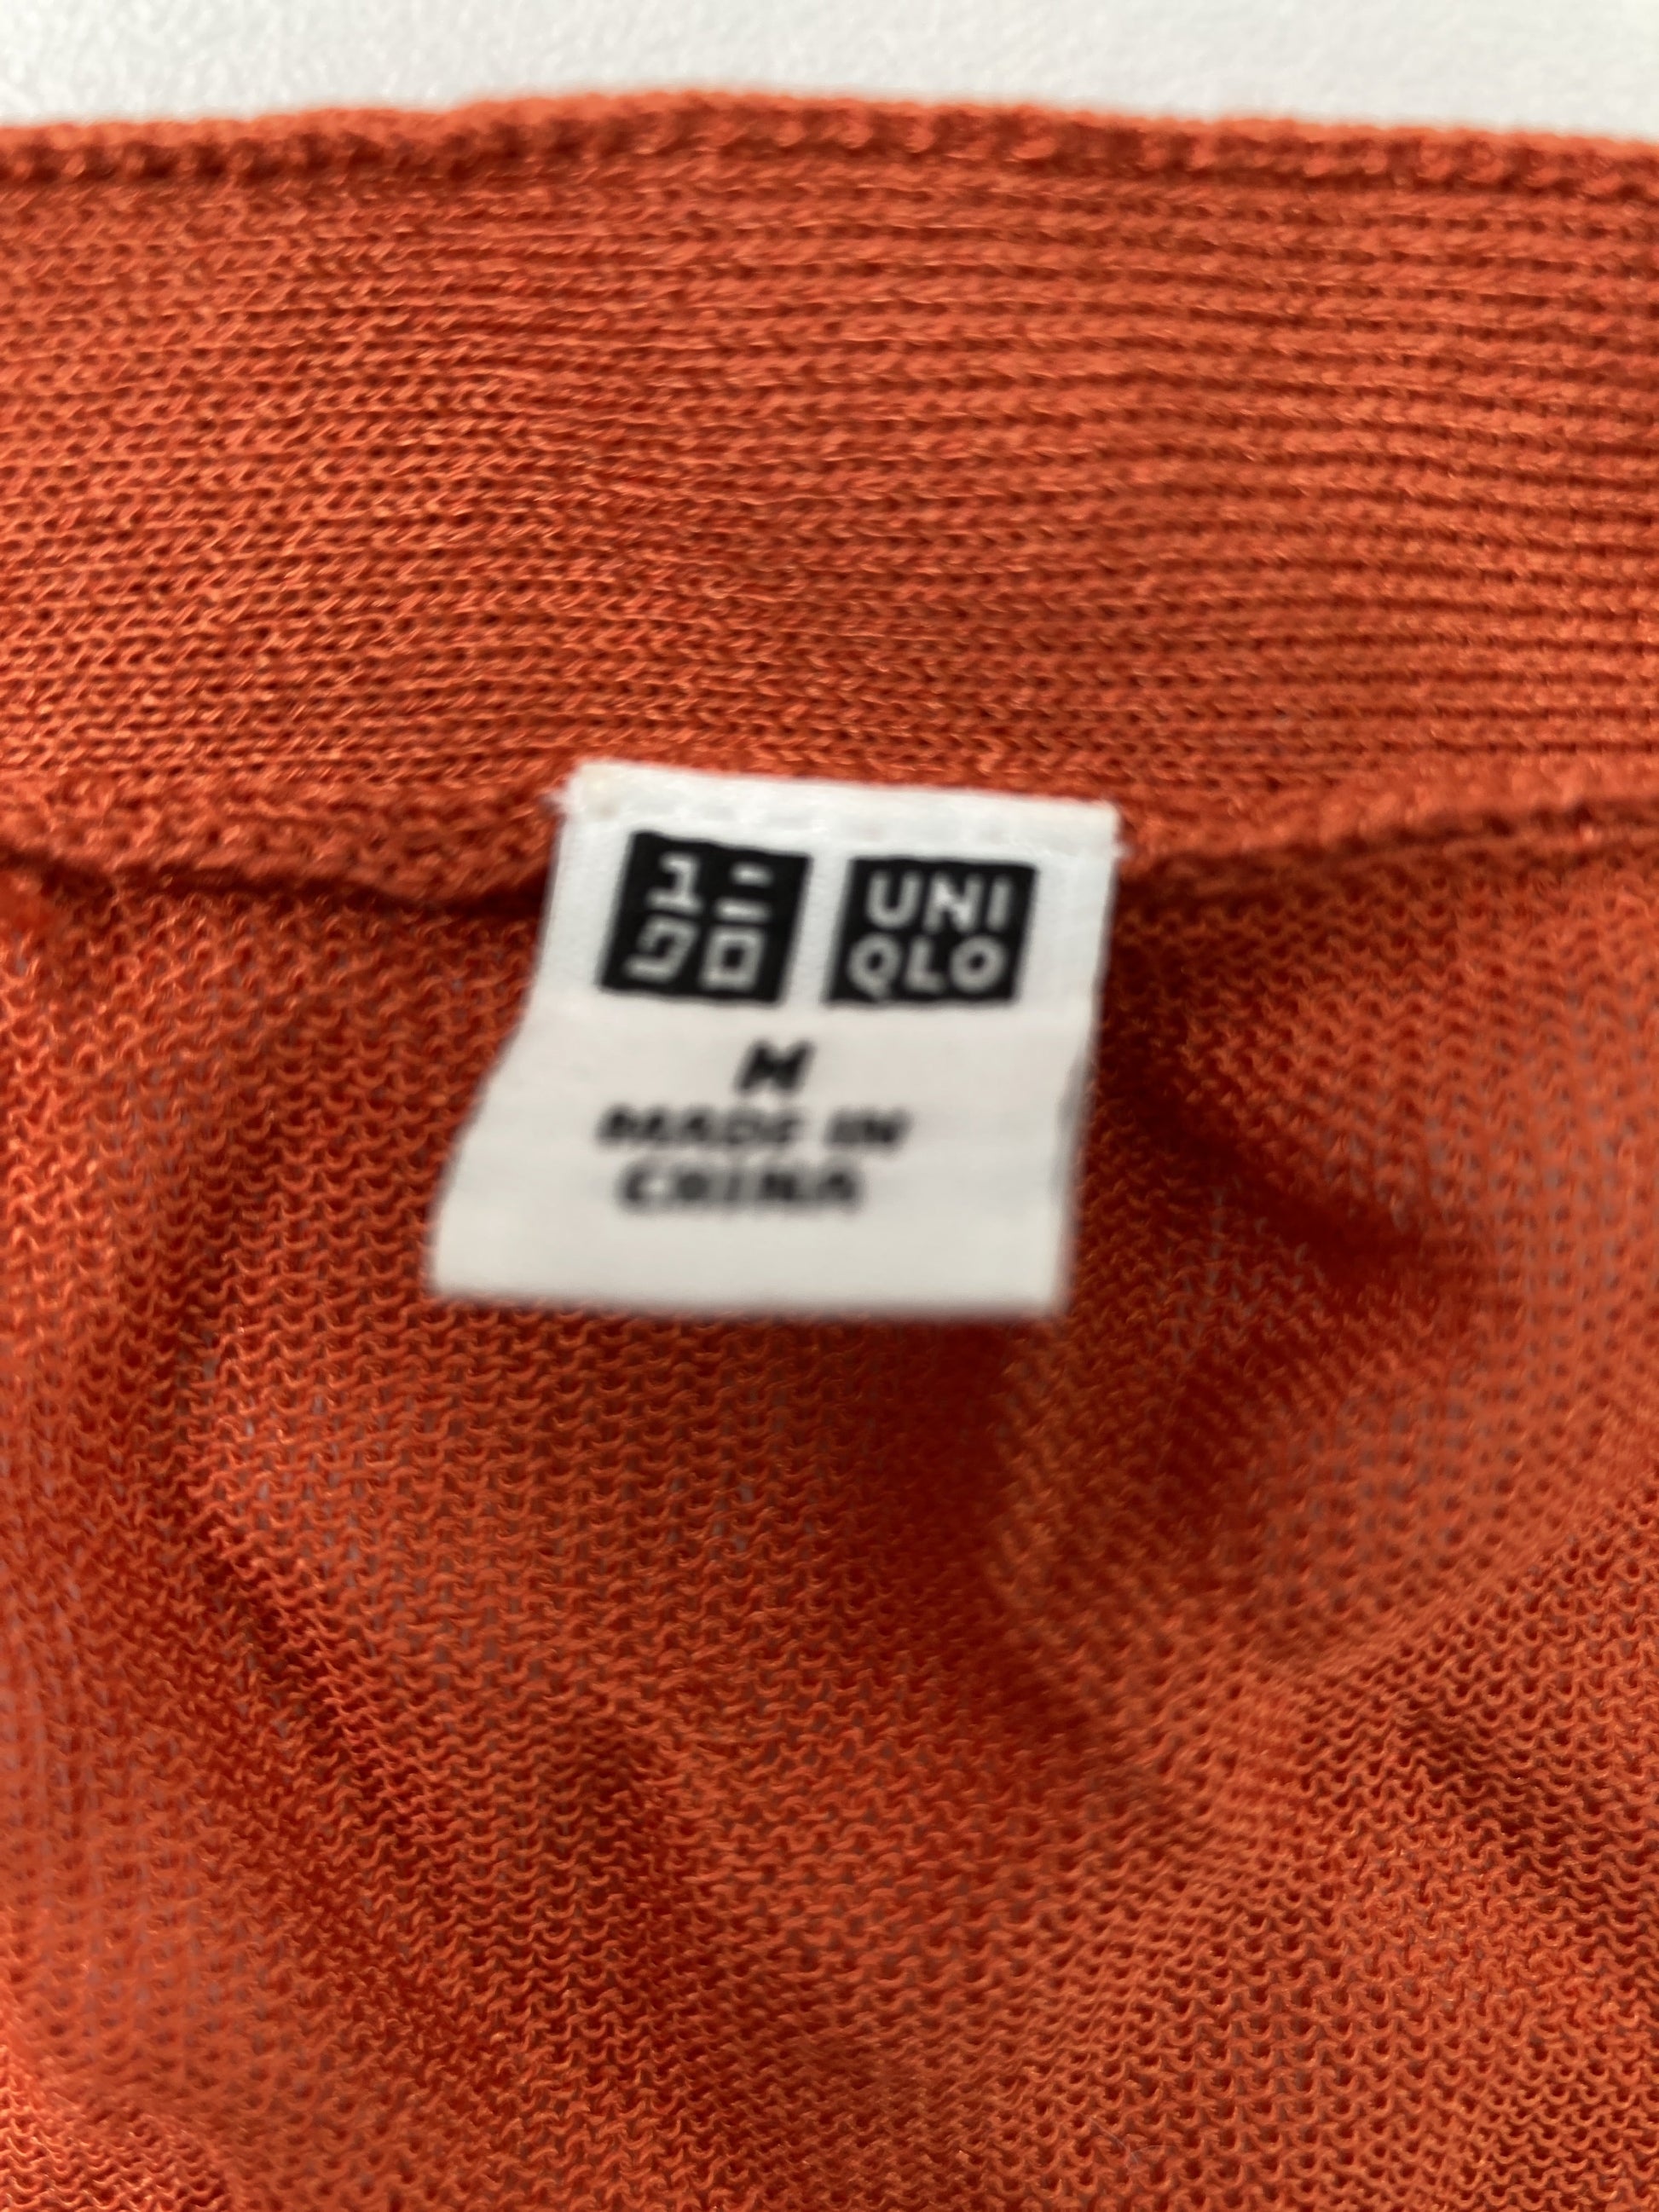 ユニ UNI
クロ QLO
M
MADE IN
CHINA